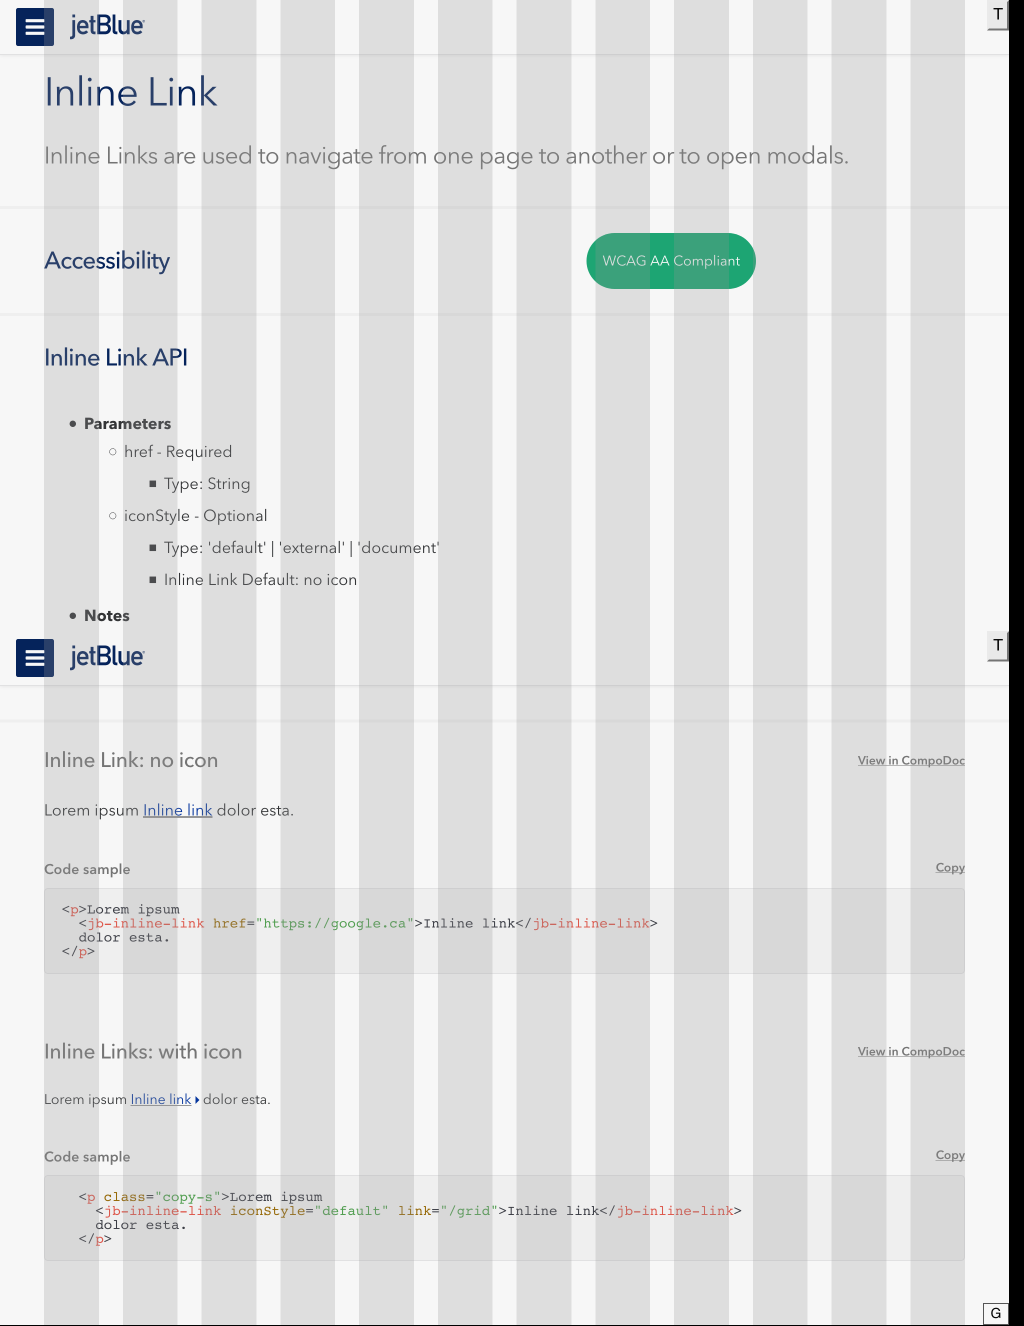 jetBlue
T
Inline Link
Inline Links are used to navigate from one page to another or to open modals.
Accessibility
WCAG AA Compliant
Inline Link API
• Parameters
○ href - Required
▪ Type: String
○ iconStyle - Optional
▪ Type: 'default' | 'external' | 'document'
▪ Inline Link Default: no icon
• Notes
jetBlue
T
Inline Link: no icon
View in CompoDoc
Lorem ipsum Inline link dolor esta.
Code sample
Copy
<p>Lorem ipsum
<jb-inline-link href="https://google.ca">Inline link</jb-inline-link>
dolor esta.
</p>
Inline Links: with icon
View in CompoDoc
Lorem ipsum Inline link dolor esta.
Code sample
Copy
<p class="copy-s">Lorem ipsum
<jb-inline-link iconStyle="default" link="/grid">Inline link</jb-inline-link>
dolor esta.
</p>
G